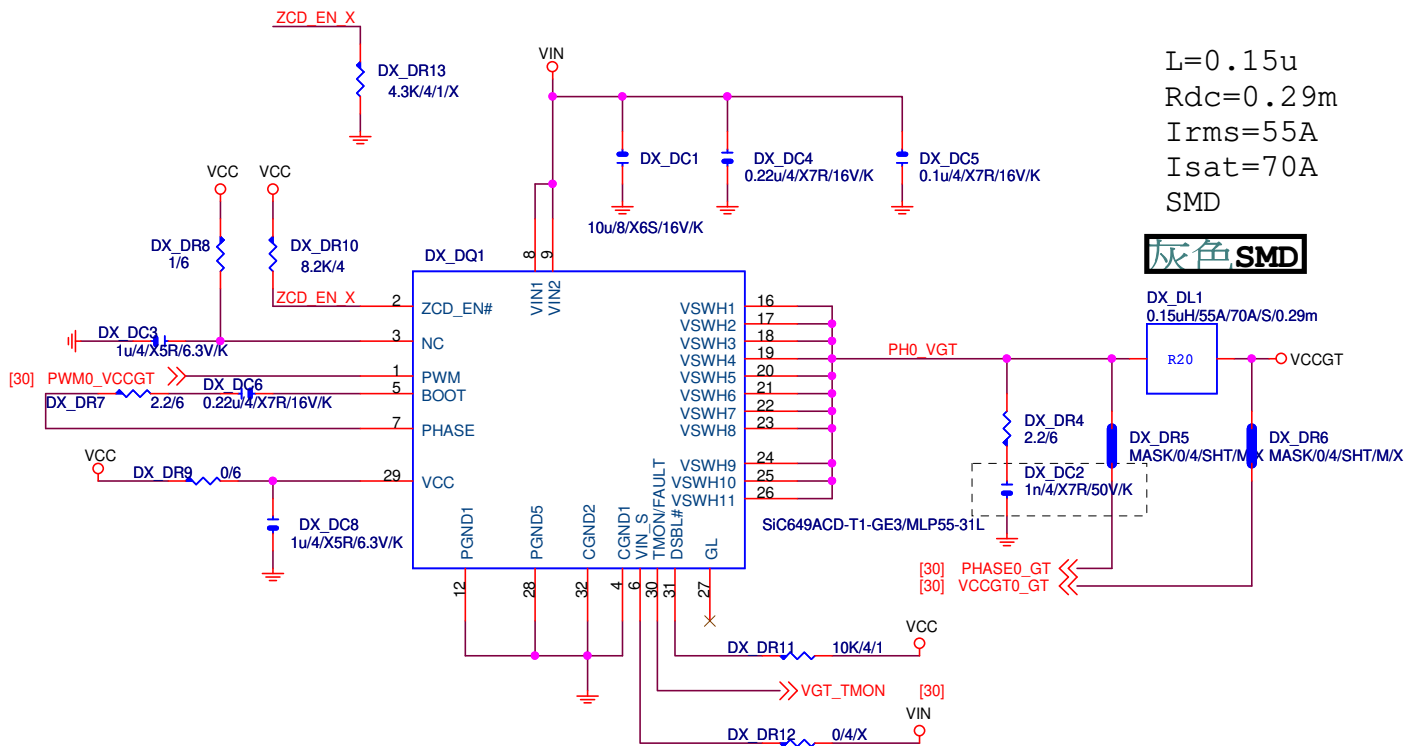 ZCD_EN_X
DX_DR13
4.3K/4/1/X
VIN
L=0.15u
Rdc=0.29m
Irms=55A
Isat=70A
SMD
DX_DC1
10u/8/X6S/16V/K
DX_DC4
0.22u/4/X7R/16V/K
DX_DC5
0.1u/4/X7R/16V/K
VCC
VCC
DX_DR8
1/6
DX_DR10
8.2K/4
灰色SMD
DX_DQ1
8
9
VIN1
VIN2
DX_DL1
0.15uH/55A/70A/S/0.29m
R20
VCCGT
ZCD_EN_X
2
ZCD_EN#
DX_DC3
1u/4/X5R/6.3V/K
3
NC
[30]
PWM0_VCCGT
1
PWM
DX_DC6
0.22u/4/X7R/16V/K
5
BOOT
DX_DR7
2.2/6
7
PHASE
VCC
DX_DR9
0/6
29
VCC
DX_DC8
1u/4/X5R/6.3V/K
VSWH1
16
VSWH2
17
VSWH3
18
VSWH4
19
VSWH5
20
VSWH6
21
VSWH7
22
VSWH8
23
VSWH9
24
VSWH10
25
VSWH11
26
PH0_VGT
DX_DR4
2.2/6
DX_DC2
1n/4/X7R/50V/K
DX_DR5
MASK/0/4/SHT/M/X
DX_DR6
MASK/0/4/SHT/M/X
SiC649ACD-T1-GE3/MLP55-31L
PGND1
PGND5
CGND2
CGND1
VIN_S
TMON/FAULT
DSBL#
GL
12
28
32
4
6
30
31
27
[30]
PHASE0_GT
[30]
VCCGT0_GT
DX_DR11
10K/4/1
VCC
VGT_TMON
[30]
DX_DR12
0/4/X
VIN